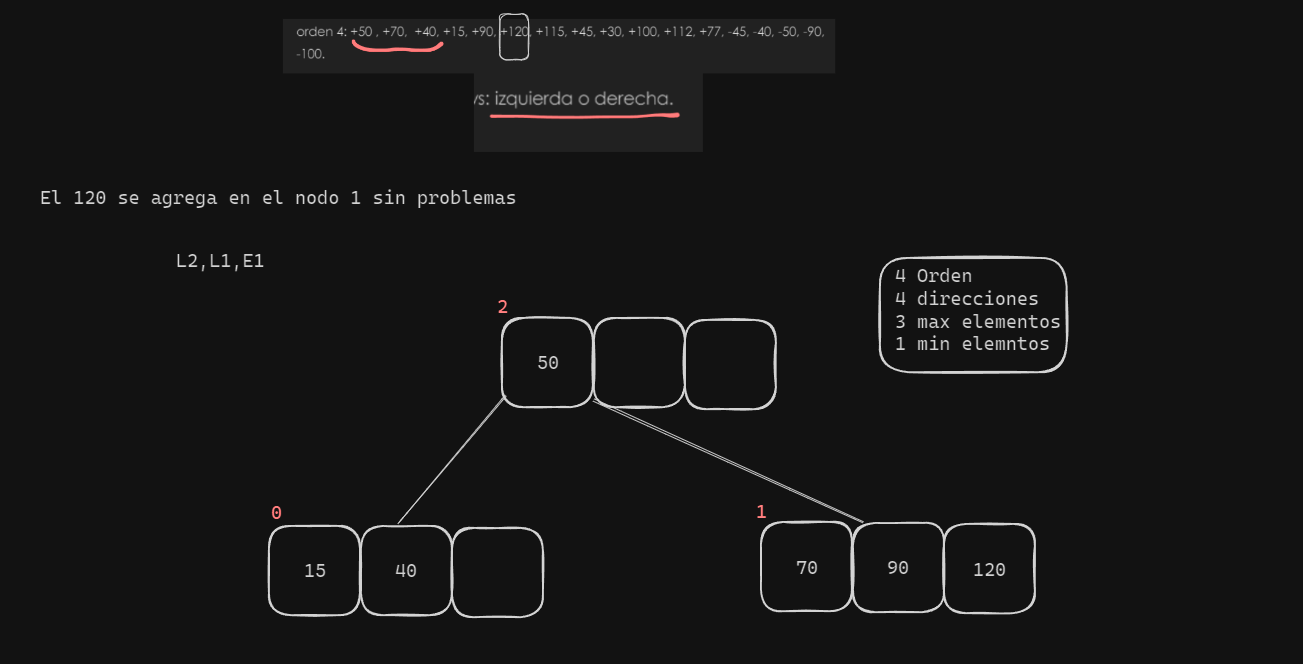 orden 4: +50 , +70, +40, +15, +90, +120, +115, +45, +30, +100, +112, +77, -45, -40, -50, -90,
-100.
vs: izquierda o derecha.
El 120 se agrega en el nodo 1 sin problemas
L2,L1,E1
4 Orden
4 direcciones
3 max elementos
1 min elemntos
2
50
0
1
15 40
70 90 120